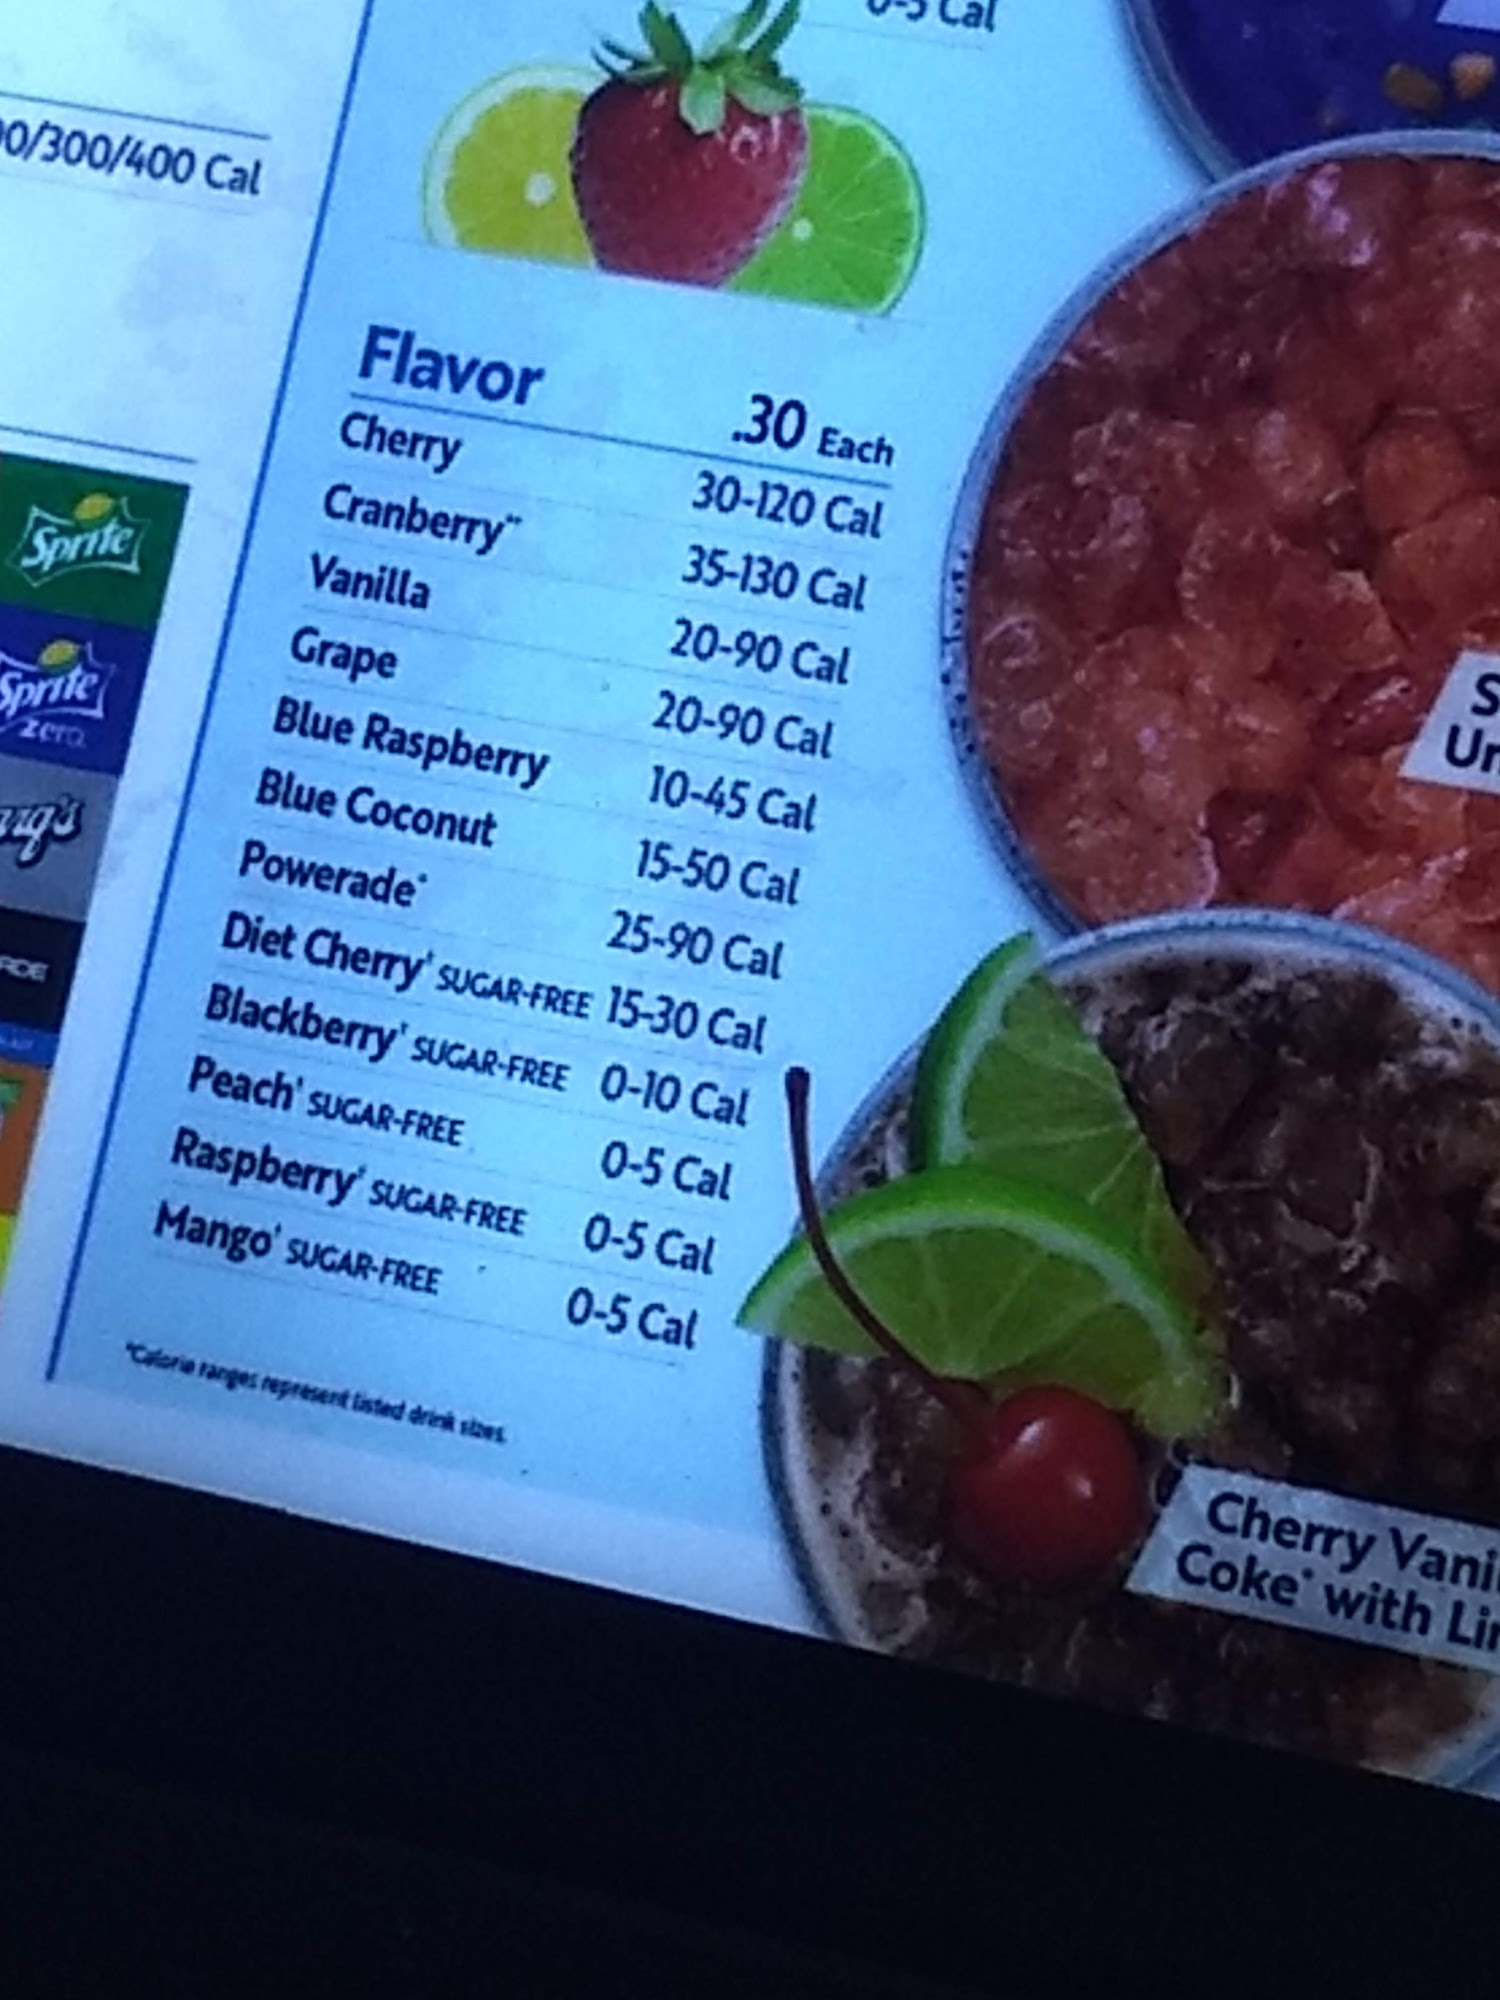 0-5 Cal
00/300/400 Cal
Flavor .30 Each
Cherry 30-120 Cal
Cranberry** 35-130 Cal
Vanilla 20-90 Cal
Grape 20-90 Cal
Blue Raspberry 10-45 Cal
Blue Coconut 15-50 Cal
Powerade* 25-90 Cal
Diet Cherry' SUGAR-FREE 15-30 Cal
Blackberry' SUGAR-FREE 0-10 Cal
Peach' SUGAR-FREE 0-5 Cal
Raspberry' SUGAR-FREE 0-5 Cal
Mango' SUGAR-FREE 0-5 Cal
*Calorie ranges represent listed drink sizes.
Sprite
Sprite
zero
Cherry Vani
Coke* with Li